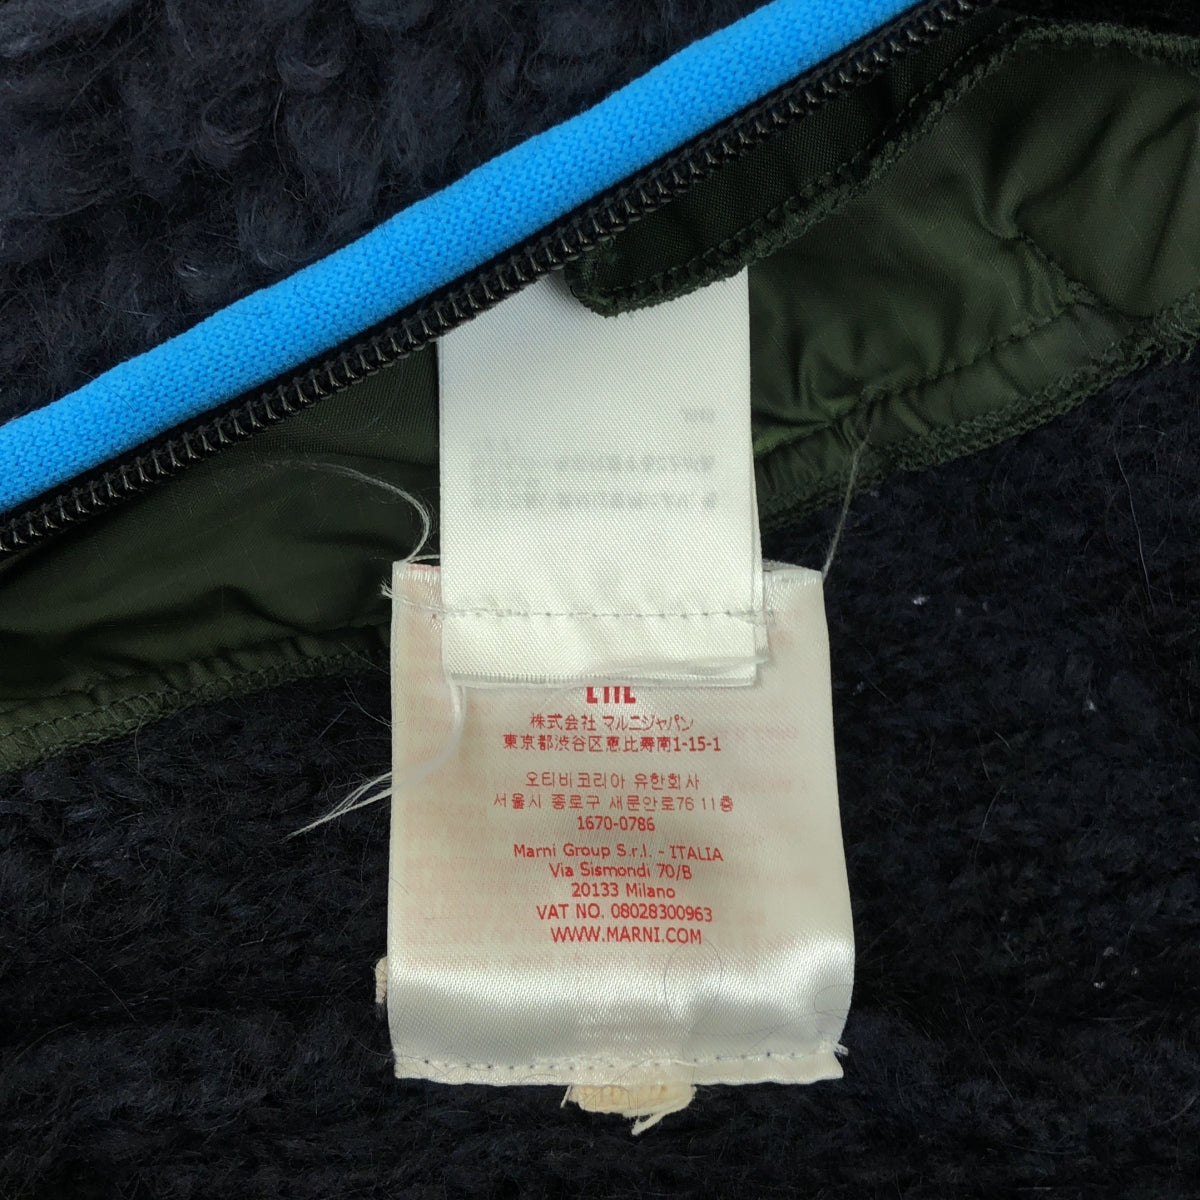 株式会社 マルニジャパン
東京都渋谷区恵比寿南1-15-1
오티비코리아 유한회사
서울시 종로구 새문안로76 11층
1670-0786
Marni Group S.r.l. - ITALIA
Via Sismondi 70/B
20133 Milano
VAT NO. 08028300963
WWW.MARNI.COM